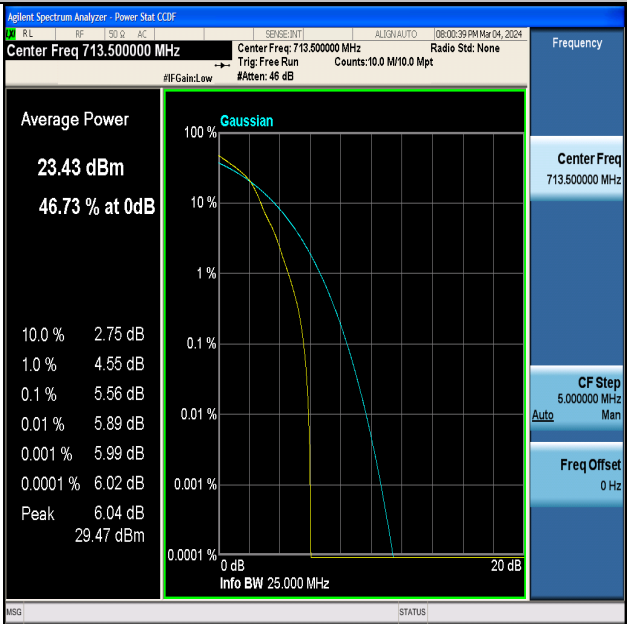 Agilent Spectrum Analyzer - Power Stat CCDF
LXI RL RF 50 Ω AC SENSE:INT ALIGN AUTO 08:00:39 PM Mar 04, 2024
Center Freq 713.500000 MHz
Center Freq: 713.500000 MHz Radio Std: None
Trig: Free Run Counts:10.0 M/10.0 Mpt
#IFGain:Low #Atten: 46 dB
Frequency
Average Power
23.43 dBm
46.73 % at 0dB
10.0 % 2.75 dB
1.0 % 4.55 dB
0.1 % 5.56 dB
0.01 % 5.89 dB
0.001 % 5.99 dB
0.0001 % 6.02 dB
Peak 6.04 dB
29.47 dBm
Gaussian
100 %
10 %
1 %
0.1 %
0.01 %
0.001 %
0.0001 %
0 dB 20 dB
Info BW 25.000 MHz
Center Freq
713.500000 MHz
CF Step
5.000000 MHz
Auto Man
Freq Offset
0 Hz
MSG STATUS